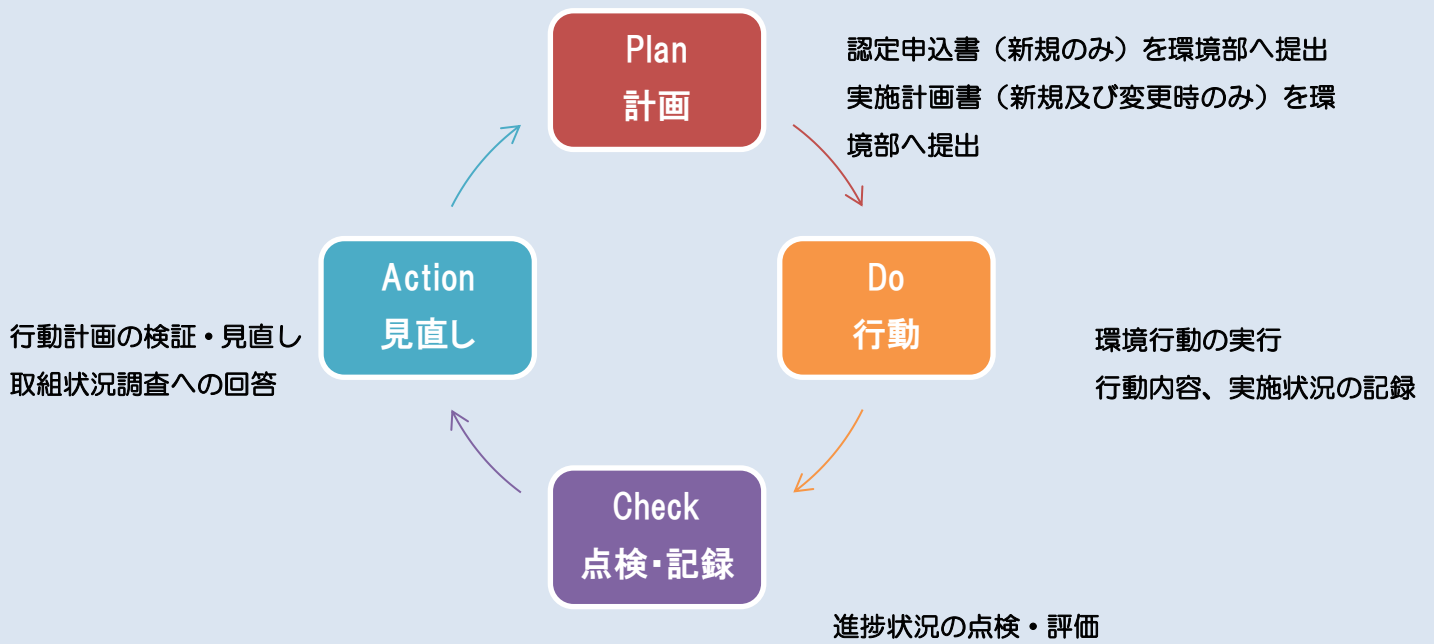 Plan
計画
認定申込書（新規のみ）を環境部へ提出
実施計画書（新規及び変更時のみ）を環
境部へ提出
Do
行動
環境行動の実行
行動内容、実施状況の記録
Check
点検・記録
進捗状況の点検・評価
Action
見直し
行動計画の検証・見直し
取組状況調査への回答